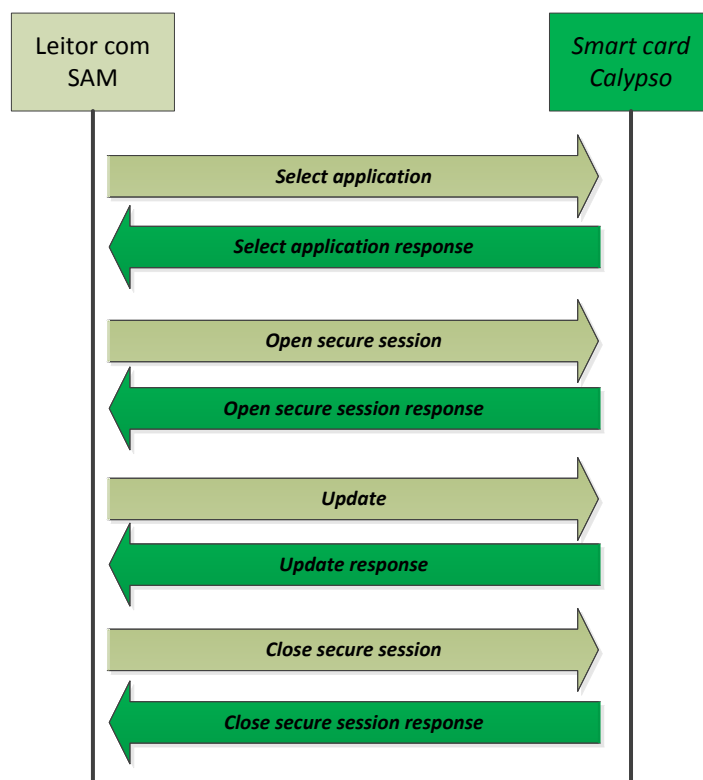 Leitor com
SAM
Smart card
Calypso
Select application
Select application response
Open secure session
Open secure session response
Update
Update response
Close secure session
Close secure session response